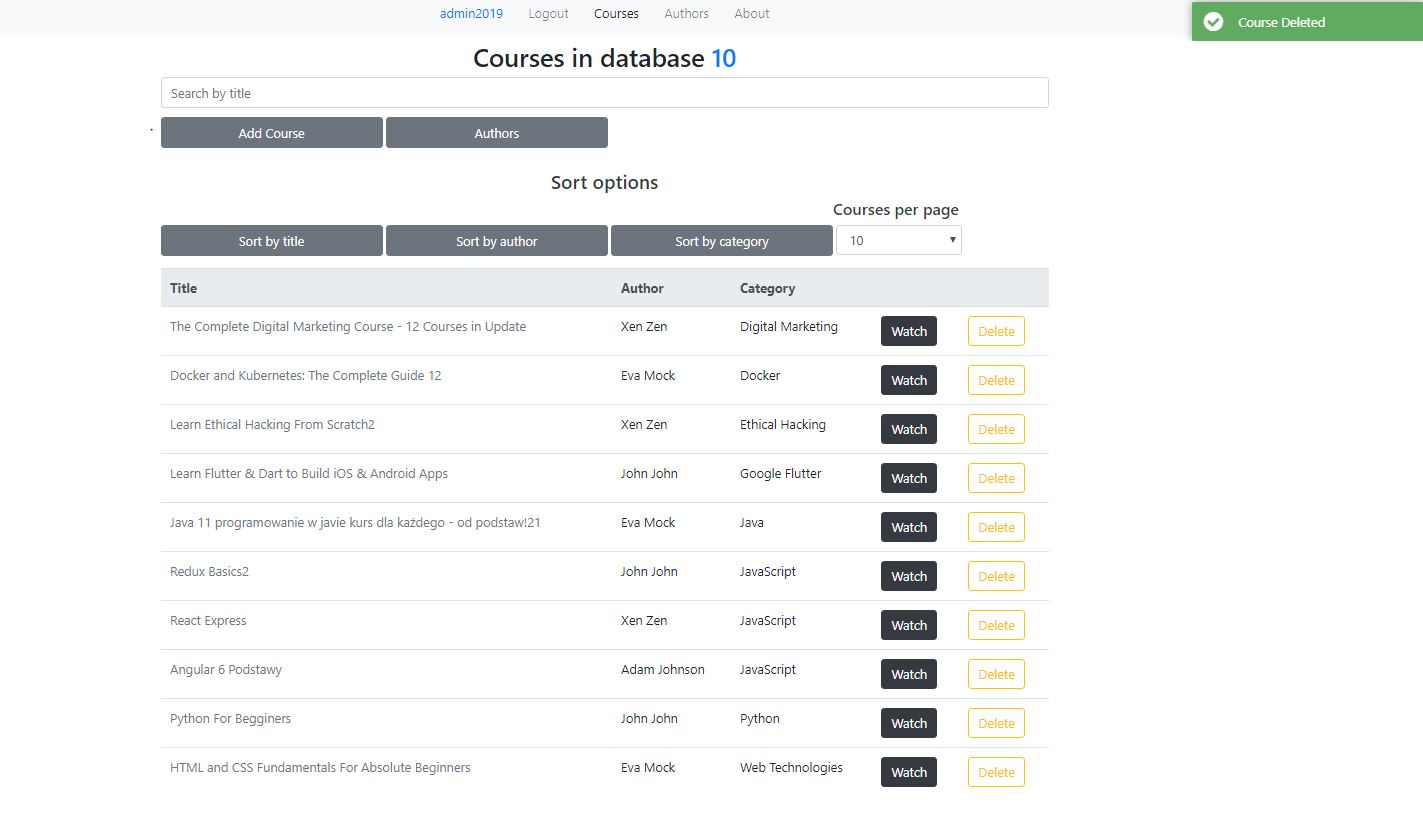 admin2019 Logout Courses Authors About
Course Deleted
Courses in database 10
Search by title
Add Course Authors
Sort options
Courses per page
Sort by title Sort by author Sort by category 10
Title Author Category
The Complete Digital Marketing Course - 12 Courses in Update Xen Zen Digital Marketing Watch Delete
Docker and Kubernetes: The Complete Guide 12 Eva Mock Docker Watch Delete
Learn Ethical Hacking From Scratch2 Xen Zen Ethical Hacking Watch Delete
Learn Flutter & Dart to Build iOS & Android Apps John John Google Flutter Watch Delete
Java 11 programowanie w javie kurs dla każdego - od podstaw!21 Eva Mock Java Watch Delete
Redux Basics2 John John JavaScript Watch Delete
React Express Xen Zen JavaScript Watch Delete
Angular 6 Podstawy Adam Johnson JavaScript Watch Delete
Python For Begginers John John Python Watch Delete
HTML and CSS Fundamentals For Absolute Beginners Eva Mock Web Technologies Watch Delete